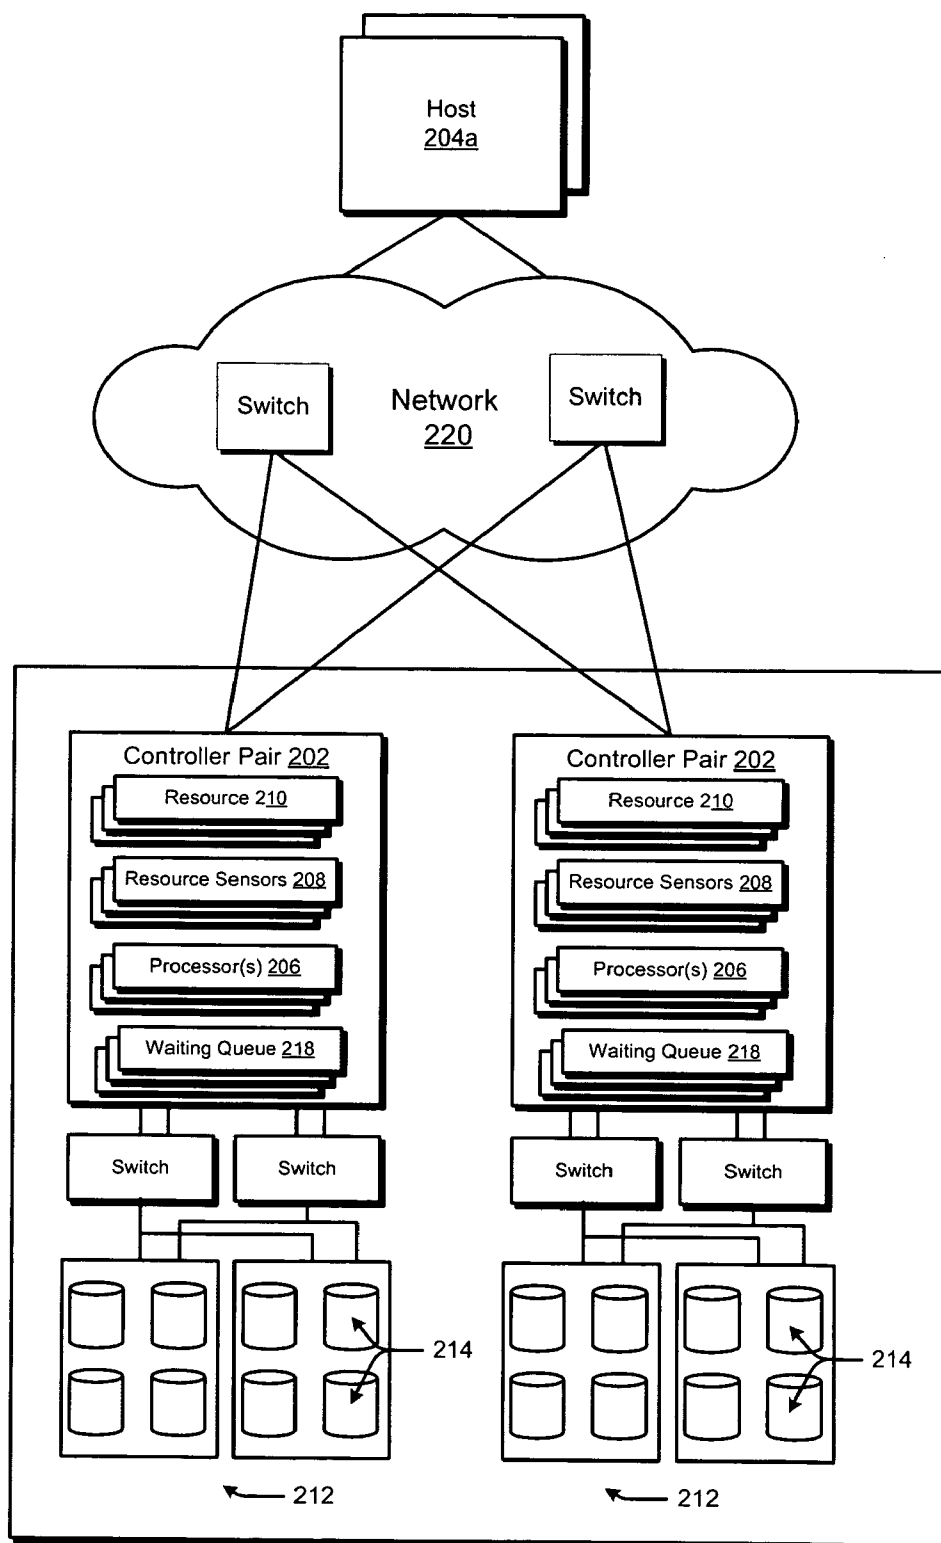 Host
204a
Switch
Network
220
Switch
Controller Pair 202
Resource 210
Resource Sensors 208
Processor(s) 206
Waiting Queue 218
Switch
Switch
214
212
Controller Pair 202
Resource 210
Resource Sensors 208
Processor(s) 206
Waiting Queue 218
Switch
Switch
214
212